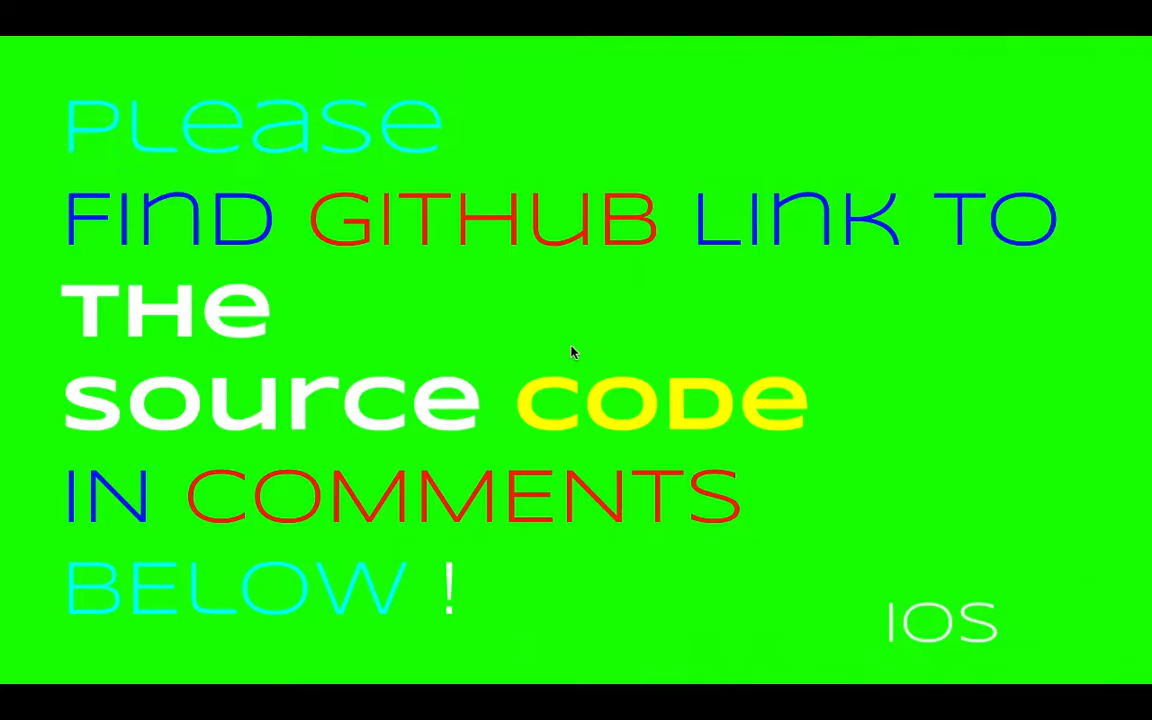 Please
FIND GITHUB LINK TO
THe
source CODe
IN COMMENTS
BELOW !
IOS